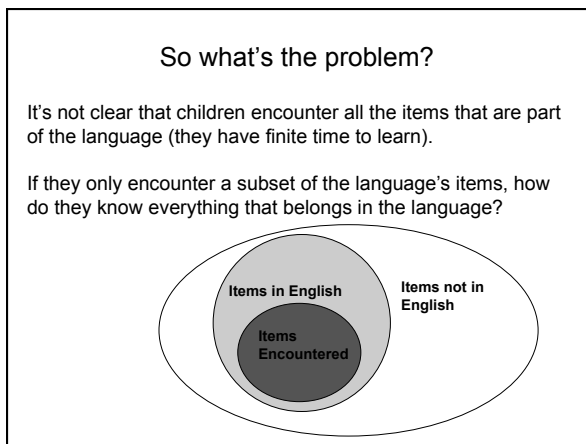 So what's the problem?
It's not clear that children encounter all the items that are part
of the language (they have finite time to learn).
If they only encounter a subset of the language's items, how
do they know everything that belongs in the language?
Items in English
Items not in
English
Items
Encountered